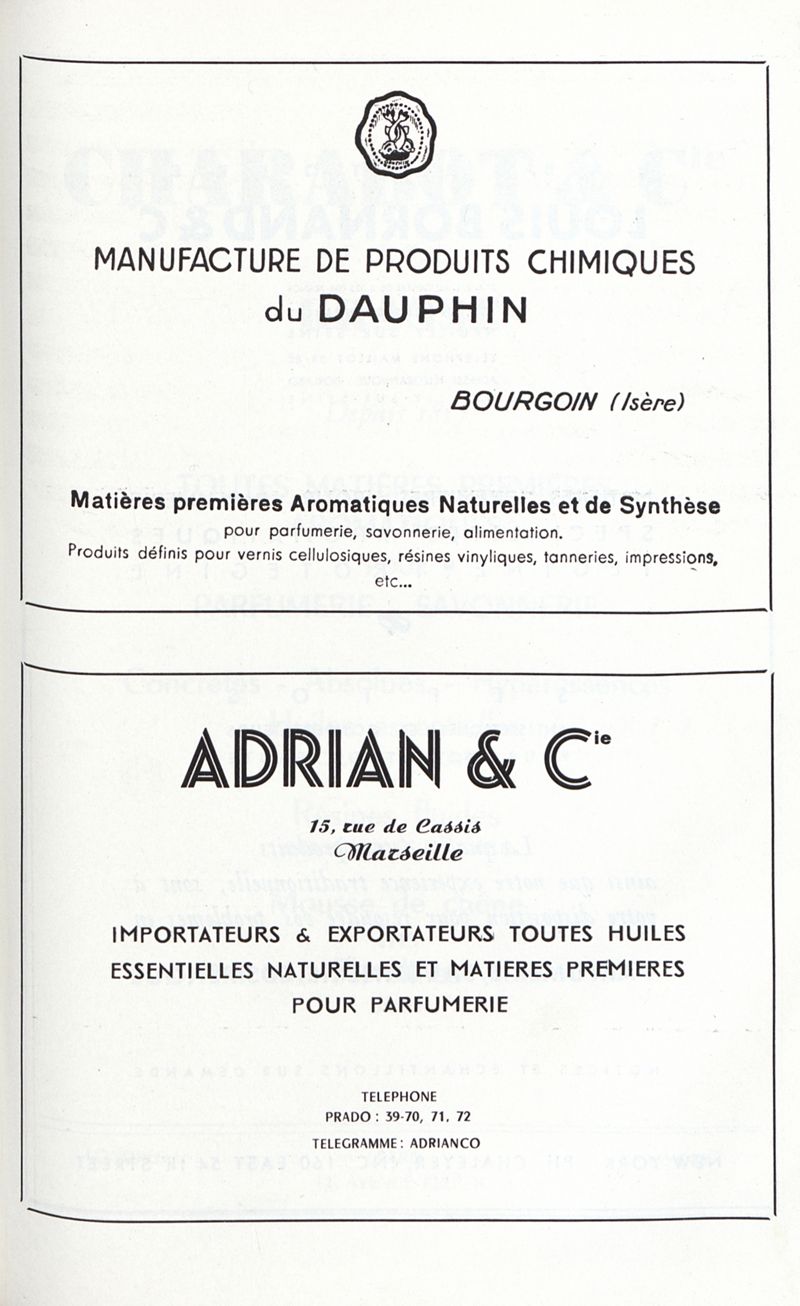 MANUFACTURE DE PRODUITS CHIMIQUES
du DAUPHIN
BOURGOIN (Isère)
Matières premières Aromatiques Naturelles et de Synthèse
pour parfumerie, savonnerie, alimentation.
Produits définis pour vernis cellulosiques, résines vinyliques, tanneries, impressions,
etc...
ADRIAN & Cie
15, rue de Cassis
Marseille
IMPORTATEURS & EXPORTATEURS TOUTES HUILES
ESSENTIELLES NATURELLES ET MATIERES PREMIERES
POUR PARFUMERIE
TELEPHONE
PRADO : 39-70, 71, 72
TELEGRAMME : ADRIANCO